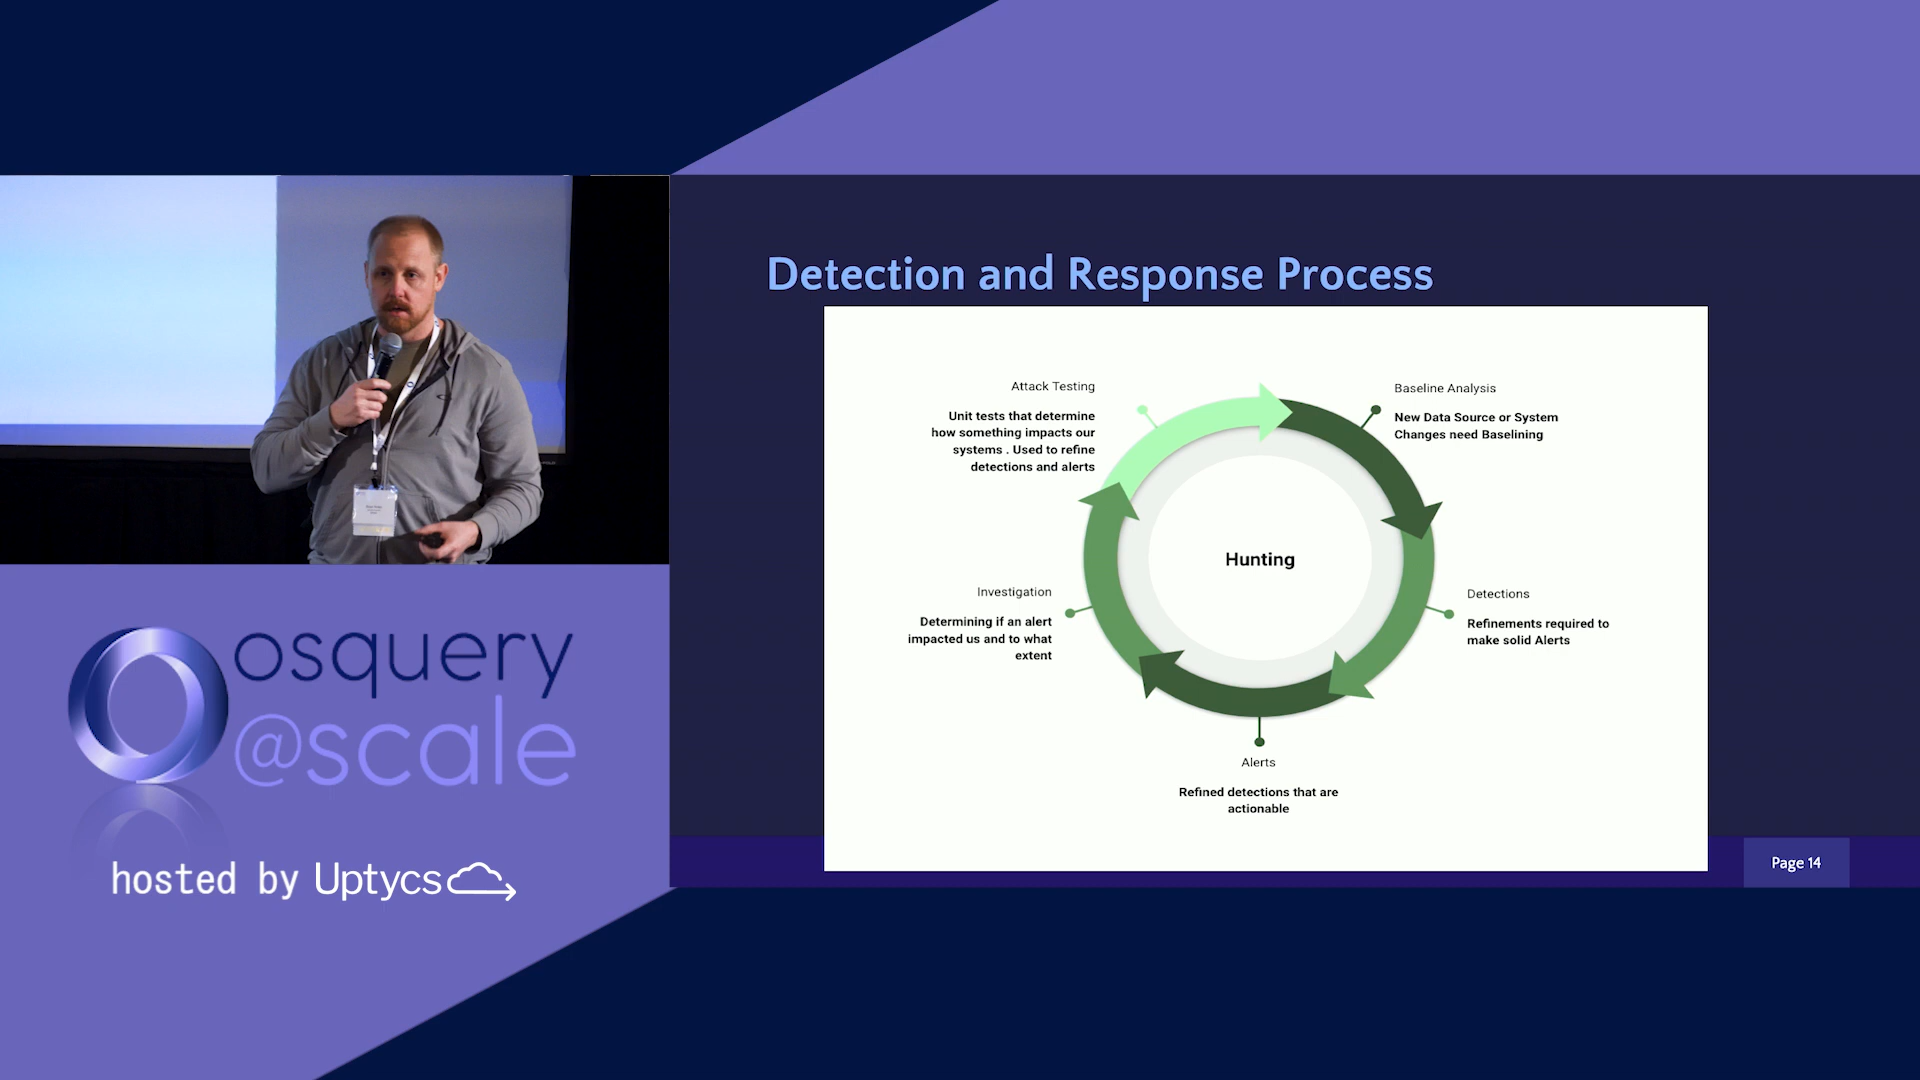 Detection and Response Process
Attack Testing
Unit tests that determine
how something impacts our
systems . Used to refine
detections and alerts
Baseline Analysis
New Data Source or System
Changes need Baselining
Hunting
Investigation
Determining if an alert
impacted us and to what
extent
Detections
Refinements required to
make solid Alerts
Alerts
Refined detections that are
actionable
Page 14
osquery
@scale
hosted by Uptycs